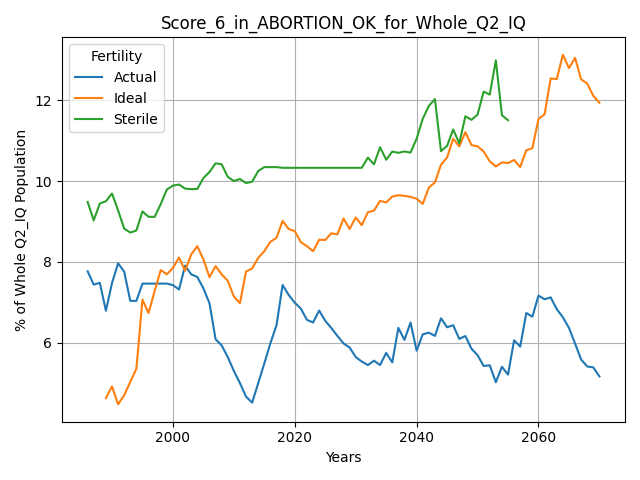 Score_6_in_ABORTION_OK_for_Whole_Q2_IQ
Fertility
Actual
Ideal
Sterile
% of Whole Q2_IQ Population
12
10
8
6
2000
2020
2040
2060
Years